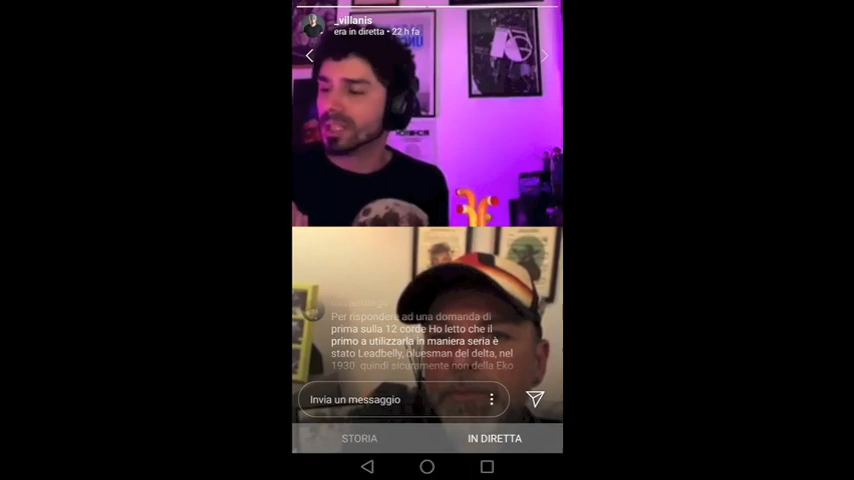 _villanis
era in diretta • 22 h fa
Per rispondere ad una domanda di
prima sulla 12 corde Ho letto che il
primo a utilizzarla in maniera seria è
stato Leadbelly, bluesman del delta, nel
1930 quindi sicuramente non della Eko
Invia un messaggio
STORIA
IN DIRETTA